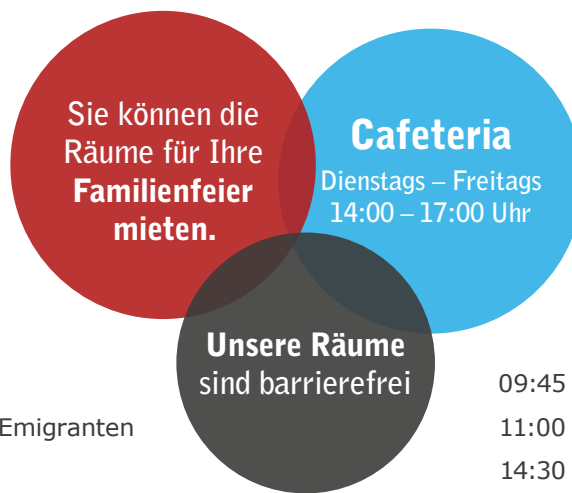 Sie können die
Räume für Ihre
Familienfeier
mieten.
Cafeteria
Dienstags – Freitags
14:00 – 17:00 Uhr
Unsere Räume
sind barrierefrei
09:45
Emigranten 11:00
14:30